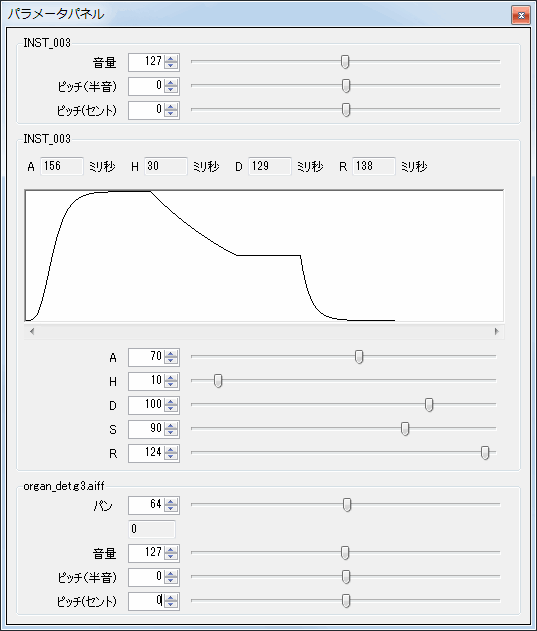 パラメータパネル
INST_003
音量 127
ピッチ(半音) 0
ピッチ(セント) 0
INST_003
A 156 ミリ秒 H 30 ミリ秒 D 129 ミリ秒 R 138 ミリ秒
A 70
H 10
D 100
S 90
R 124
organ_det.g3.aiff
パン 64
0
音量 127
ピッチ(半音) 0
ピッチ(セント) 0